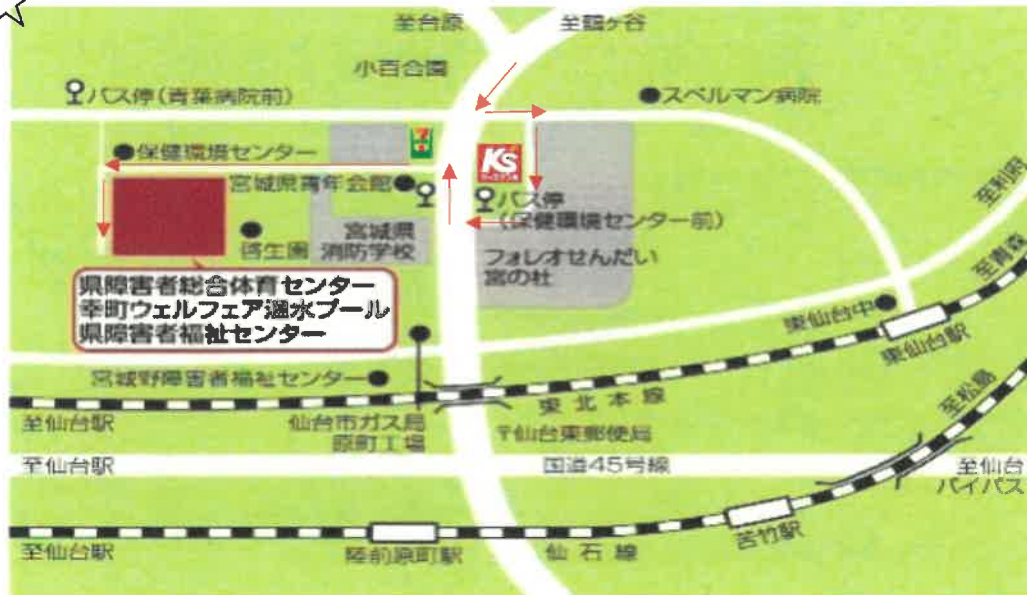 至台原
至鶴ヶ谷
小百合園
バス停(青葉病院前)
スペルマン病院
保健環境センター
7
K's
宮城県青年会館
バス停
(保健環境センター前)
至利府
啓生園
宮城県
消防学校
フォレオせんだい
宮の杜
至青森
県障害者総合体育センター
幸町ウェルフェア温水プール
県障害者福祉センター
東仙台中
東仙台駅
宮城野障害者福祉センター
至仙台駅
仙台市ガス局
原町工場
東北本線
〒仙台東郵便局
至松島
至仙台駅
国道45号線
至仙台
バイパス
至仙台駅
陸前原町駅
仙石線
苦竹駅